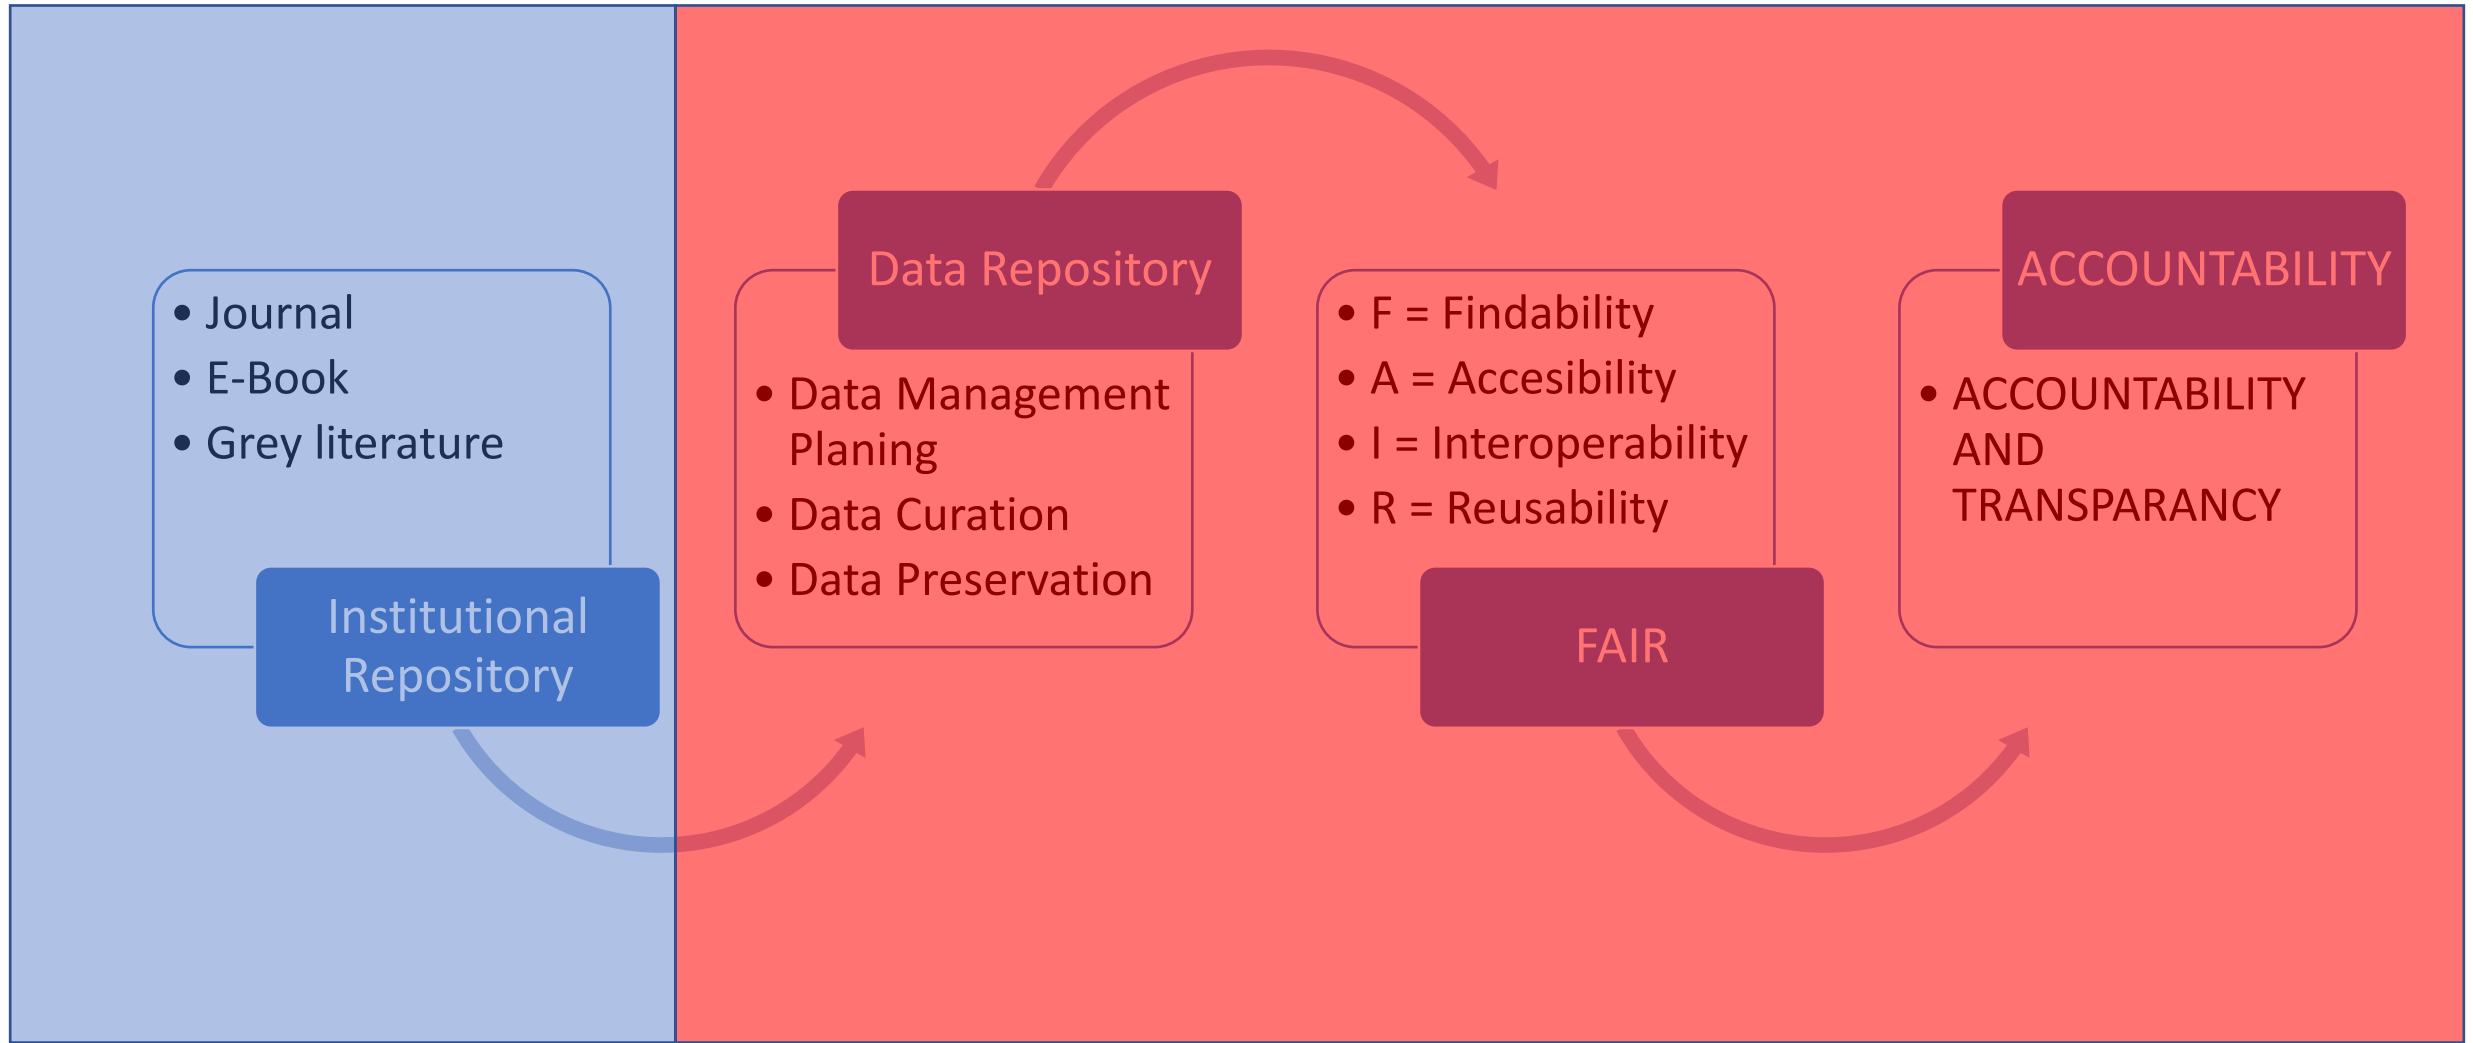 • Journal
• E-Book
• Grey literature
Institutional
Repository
Data Repository
• Data Management
Planing
• Data Curation
• Data Preservation
• F = Findability
• A = Accesibility
• I = Interoperability
• R = Reusability
FAIR
ACCOUNTABILITY
• ACCOUNTABILITY
AND
TRANSPARANCY